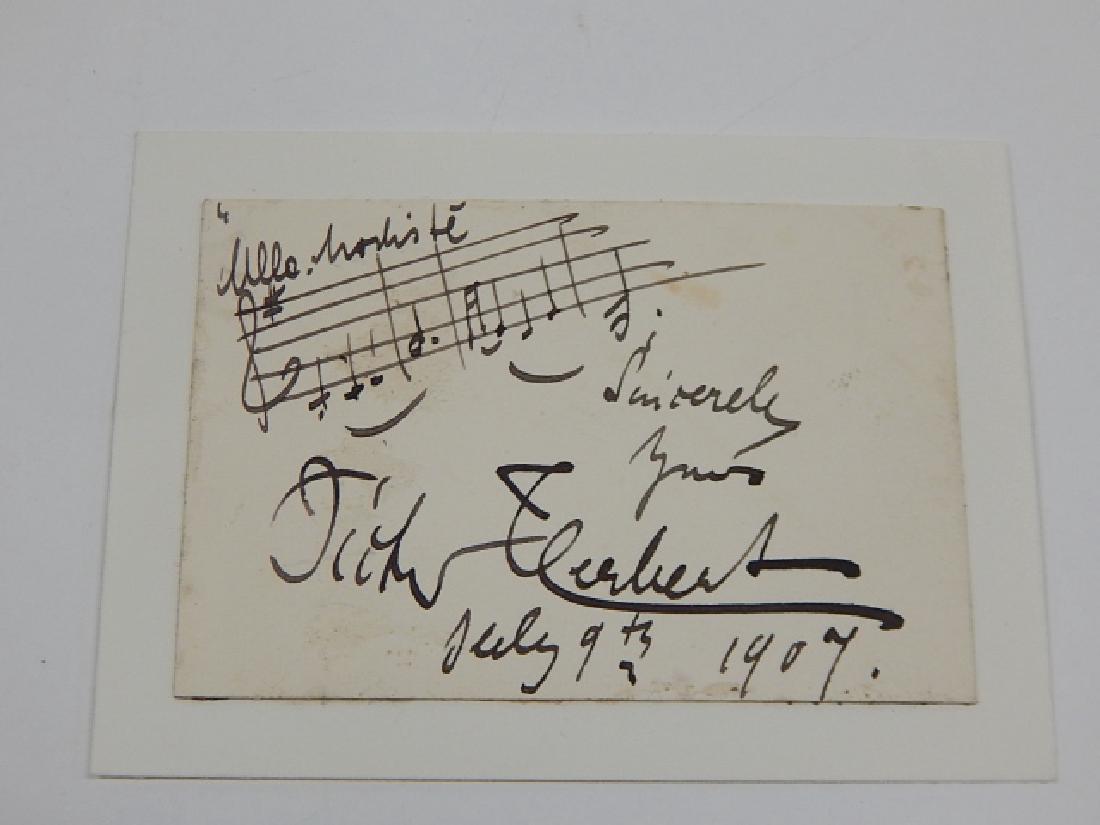 "Mlle. Modiste
Sincerely
yours
Victor Herbert
July 9th 1907.